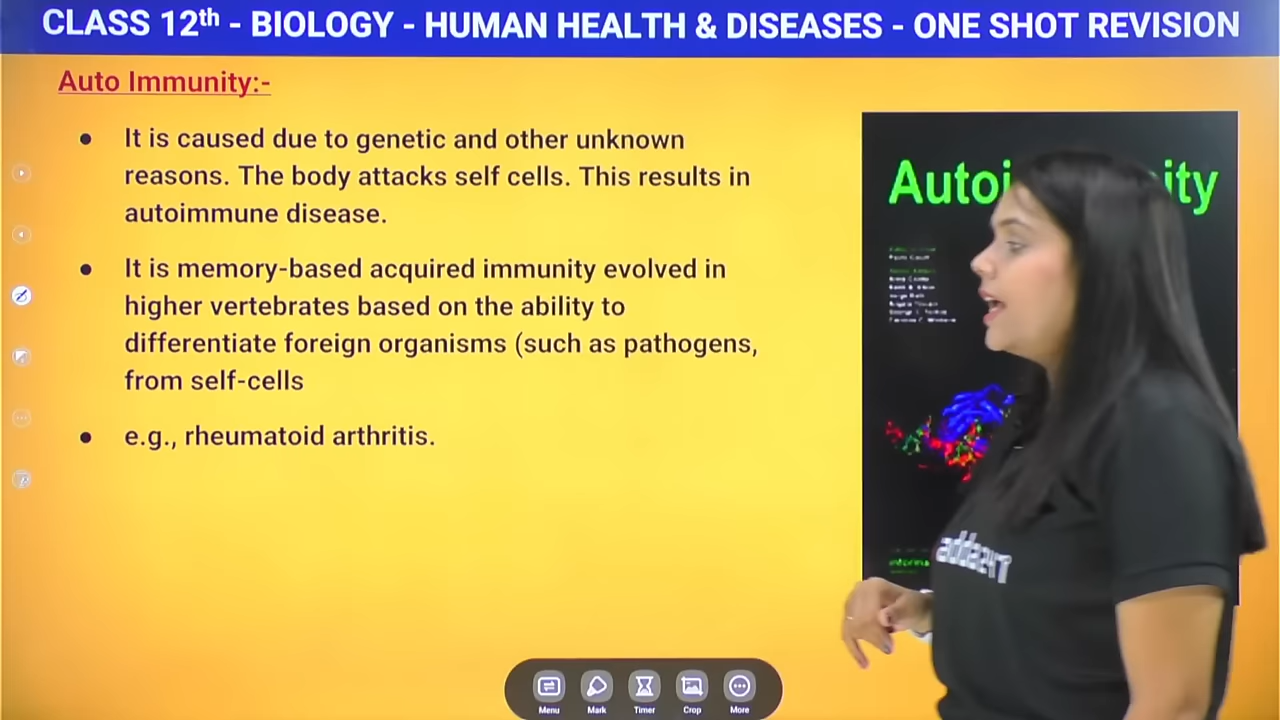 CLASS 12th - BIOLOGY - HUMAN HEALTH & DISEASES - ONE SHOT REVISION
Auto Immunity:-
● It is caused due to genetic and other unknown
reasons. The body attacks self cells. This results in
autoimmune disease.
● It is memory-based acquired immunity evolved in
higher vertebrates based on the ability to
differentiate foreign organisms (such as pathogens,
from self-cells
● e.g., rheumatoid arthritis.
Autoi ity
Menu Mark Timer Crop More